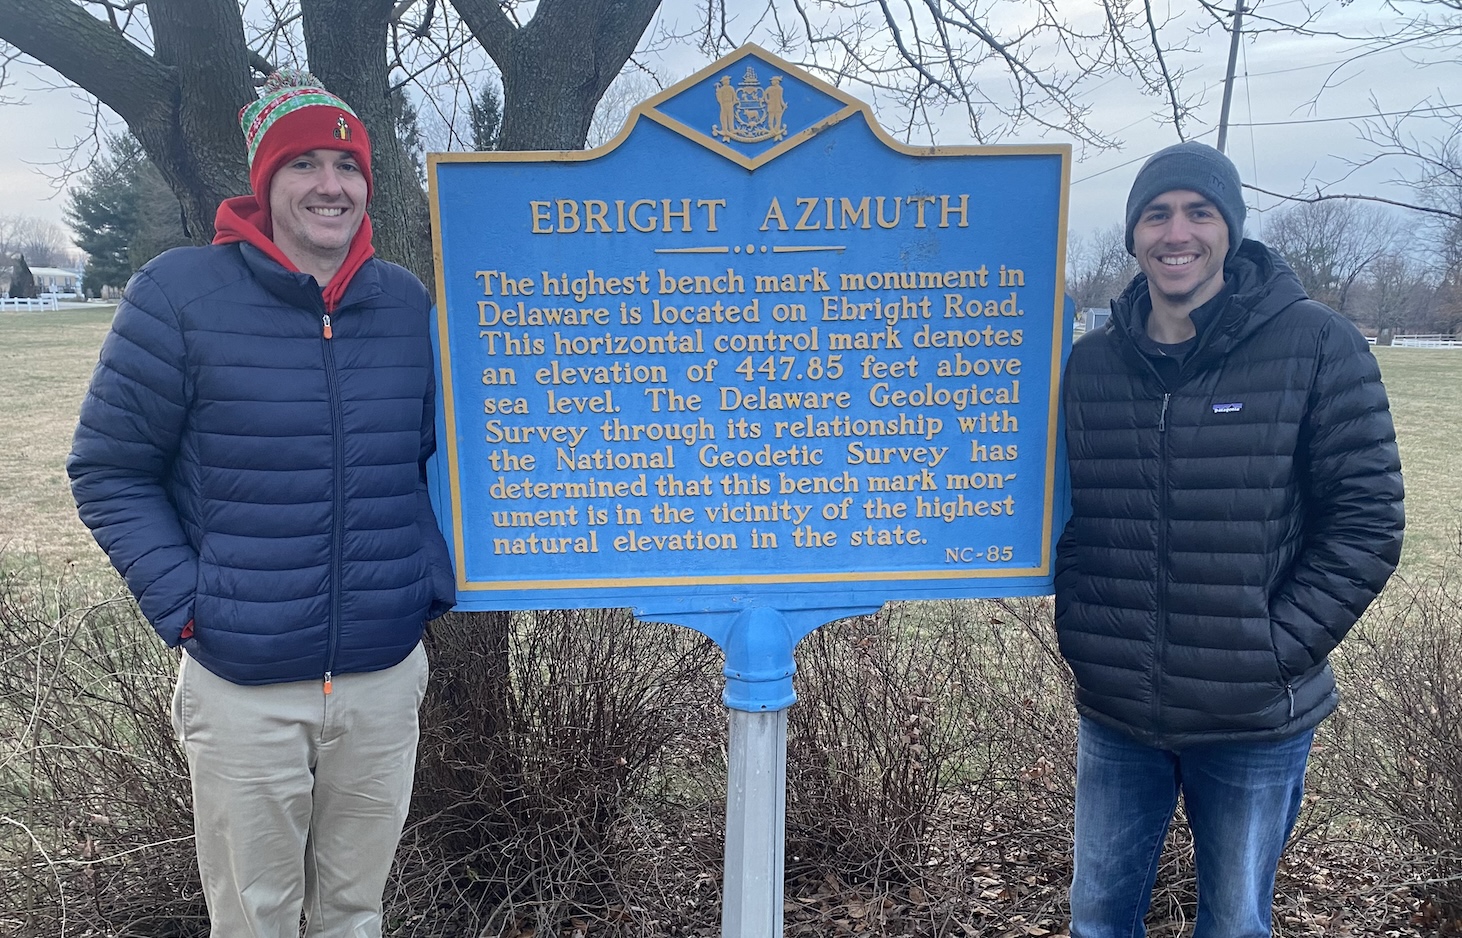 EBRIGHT AZIMUTH
The highest bench mark monument in
Delaware is located on Ebright Road.
This horizontal control mark denotes
an elevation of 447.85 feet above
sea level. The Delaware Geological
Survey through its relationship with
the National Geodetic Survey has
determined that this bench mark mon-
ument is in the vicinity of the highest
natural elevation in the state.
NC-85
patagonia